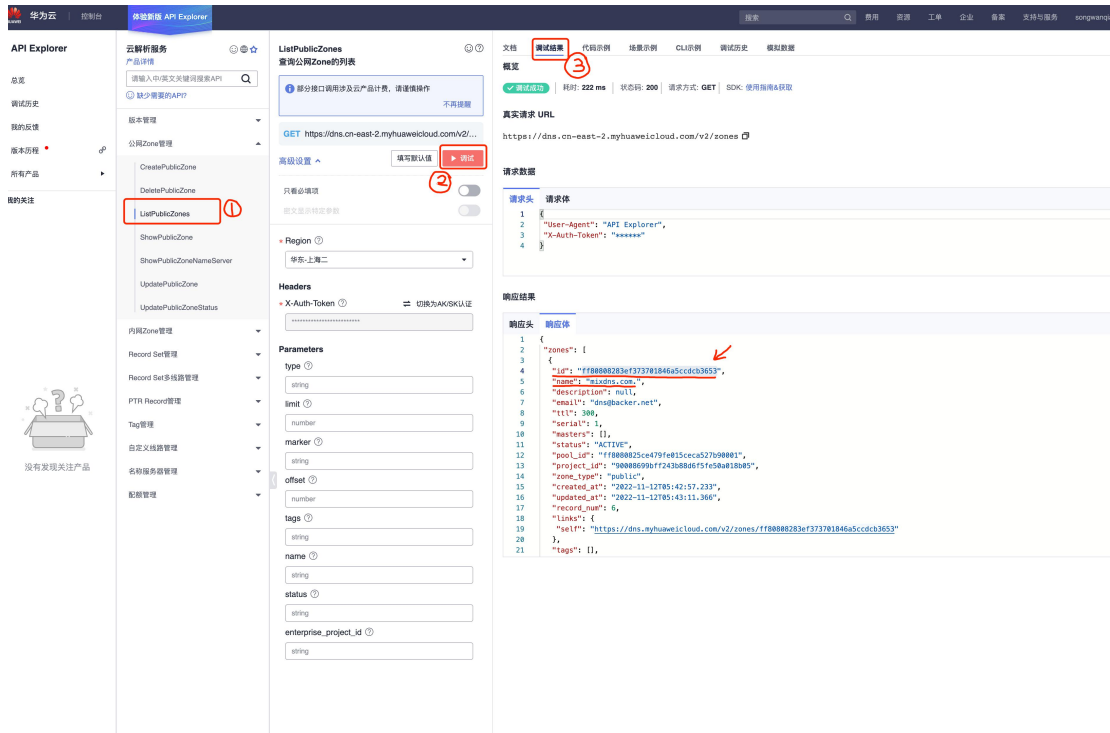 华为云
控制台
体验新版 API Explorer
搜索
费用
资源
工单
企业
备案
支持与服务
songwanqi
API Explorer
总览
调试历史
我的反馈
版本历程
所有产品
我的关注
没有发现关注产品
云解析服务
产品详情
请输入中/英文关键词搜索API
缺少需要的API?
版本管理
公网Zone管理
CreatePublicZone
DeletePublicZone
ListPublicZones
①
ShowPublicZone
ShowPublicZoneNameServer
UpdatePublicZone
UpdatePublicZoneStatus
内网Zone管理
Record Set管理
Record Set多线路管理
PTR Record管理
Tag管理
自定义线路管理
名称服务器管理
配额管理
ListPublicZones
查询公网Zone的列表
部分接口调用涉及云产品计费，请谨慎操作
不再提醒
GET https://dns.cn-east-2.myhuaweicloud.com/v2/...
高级设置
填写默认值
调试
②
只看必填项
图文显示特定参数
* Region
华东-上海二
Headers
* X-Auth-Token
切换为AK/SK认证
Parameters
type
string
limit
number
marker
string
offset
number
tags
string
name
string
status
string
enterprise_project_id
string
文档 调试结果 代码示例 场景示例 CLI示例 调试历史 模拟数据
③
概览
调试成功 耗时: 222 ms 状态码: 200 请求方式: GET SDK: 使用指南&获取
真实请求 URL
https://dns.cn-east-2.myhuaweicloud.com/v2/zones
请求数据
请求头 请求体
1 {
2 "User-Agent": "API Explorer",
3 "X-Auth-Token": "******"
4 }
响应结果
响应头 响应体
1 {
2 "zones": [
3 {
4 "id": "ff80808283ef373701846a5ccdcb3653",
5 "name": "mixdns.com.",
6 "description": null,
7 "email": "dns@backer.net",
8 "ttl": 300,
9 "serial": 1,
10 "masters": [],
11 "status": "ACTIVE",
12 "pool_id": "ff8080825ce479fe015ceca527b90001",
13 "project_id": "90008699bff243b88d6f5fe50a018b05",
14 "zone_type": "public",
15 "created_at": "2022-11-12T05:42:57.233",
16 "updated_at": "2022-11-12T05:43:11.366",
17 "record_num": 6,
18 "links": {
19 "self": "https://dns.myhuaweicloud.com/v2/zones/ff80808283ef373701846a5ccdcb3653"
20 },
21 "tags": [],